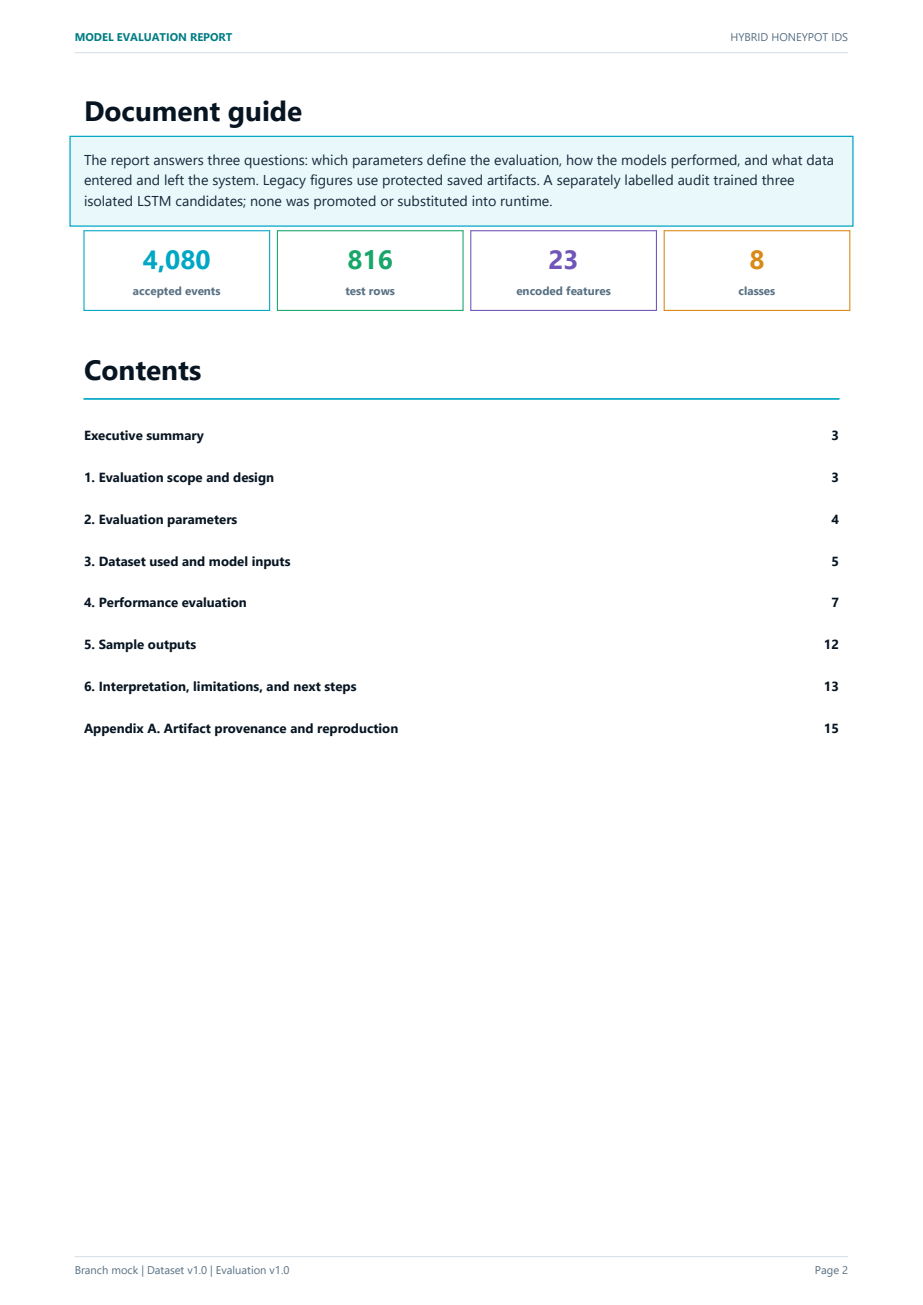 MODEL EVALUATION REPORT
HYBRID HONEYPOT IDS
Document guide
The report answers three questions: which parameters define the evaluation, how the models performed, and what data
entered and left the system. Legacy figures use protected saved artifacts. A separately labelled audit trained three
isolated LSTM candidates; none was promoted or substituted into runtime.
4,080
accepted events
816
test rows
23
encoded features
8
classes
Contents
Executive summary 3
1. Evaluation scope and design 3
2. Evaluation parameters 4
3. Dataset used and model inputs 5
4. Performance evaluation 7
5. Sample outputs 12
6. Interpretation, limitations, and next steps 13
Appendix A. Artifact provenance and reproduction 15
Branch mock | Dataset v1.0 | Evaluation v1.0
Page 2